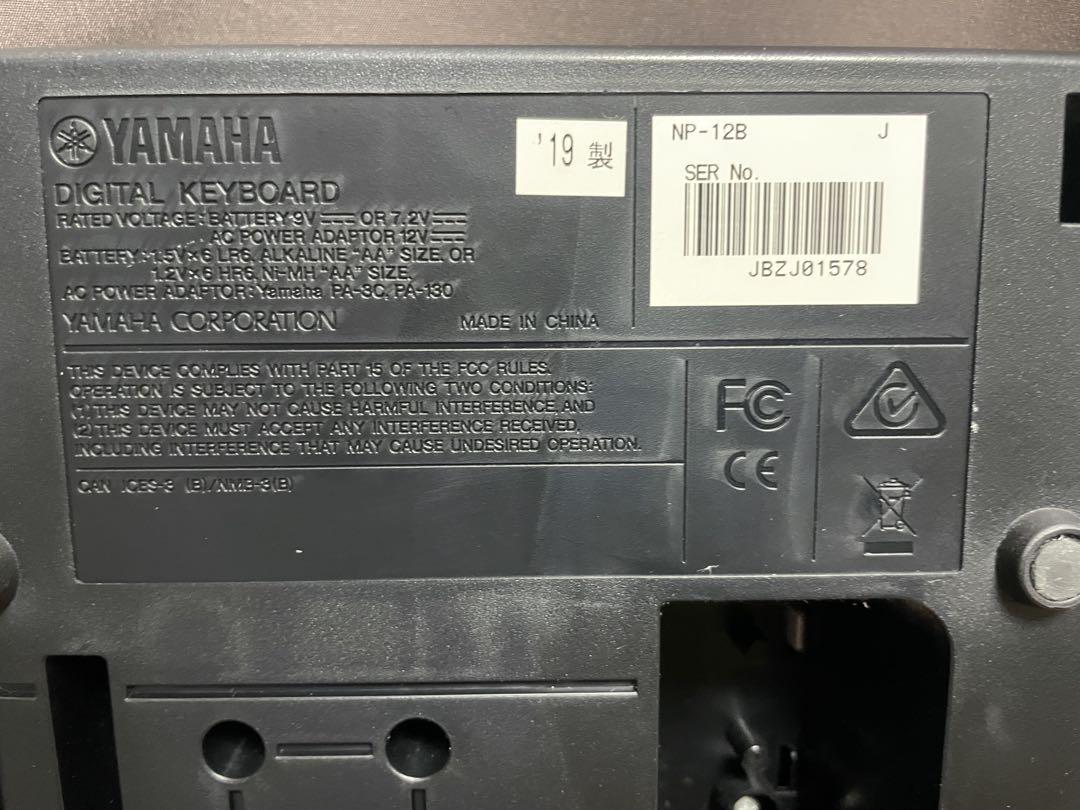 YAMAHA
DIGITAL KEYBOARD
RATED VOLTAGE: BATTERY 9V ⎓ OR 7.2V ⎓
AC POWER ADAPTOR 12V ⎓
BATTERY: 1.5V×6 LR6, ALKALINE "AA" SIZE, OR
1.2V×6 HR6, Ni-MH "AA" SIZE.
AC POWER ADAPTOR: Yamaha PA-3C, PA-130
YAMAHA CORPORATION
MADE IN CHINA
'19 製
NP-12B J
SER No.
JBZJ01578
THIS DEVICE COMPLIES WITH PART 15 OF THE FCC RULES.
OPERATION IS SUBJECT TO THE FOLLOWING TWO CONDITIONS:
(1) THIS DEVICE MAY NOT CAUSE HARMFUL INTERFERENCE, AND
(2) THIS DEVICE MUST ACCEPT ANY INTERFERENCE RECEIVED,
INCLUDING INTERFERENCE THAT MAY CAUSE UNDESIRED OPERATION.
CAN ICES-3 (B)/NMB-3(B)
FC
CE